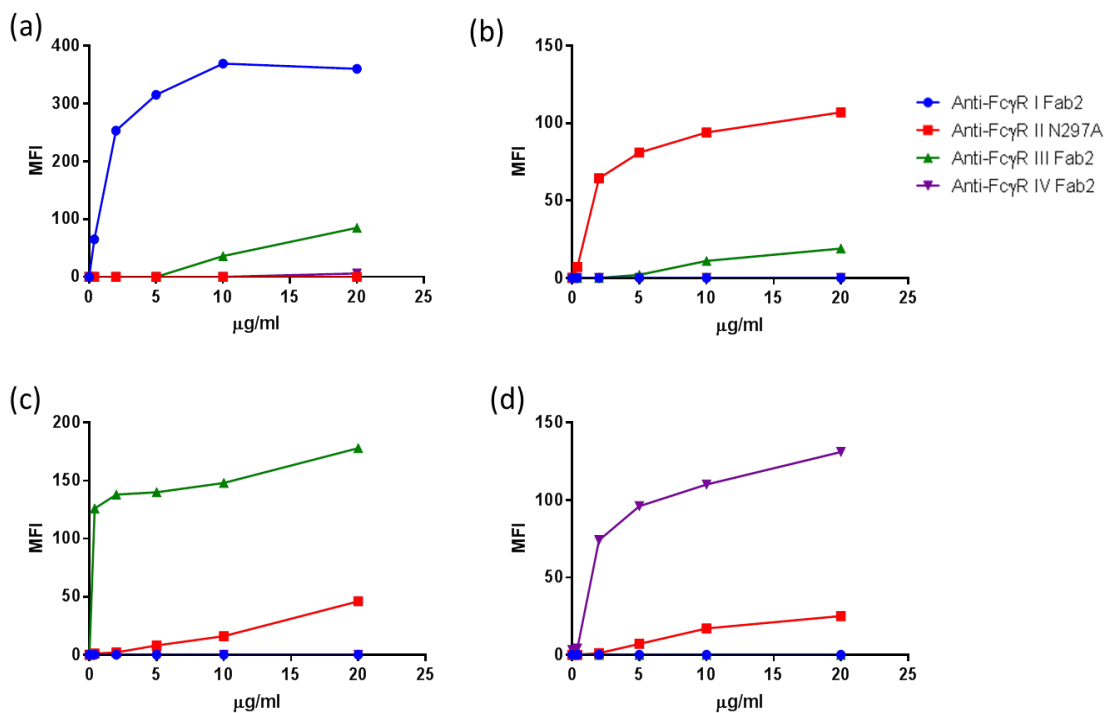 (a)
400
300
200
100
0
MFI
0 5 10 15 20 25
μg/ml
(b)
150
100
50
0
MFI
0 5 10 15 20 25
μg/ml
Anti-FcγR I Fab2
Anti-FcγR II N297A
Anti-FcγR III Fab2
Anti-FcγR IV Fab2
(c)
200
150
100
50
0
MFI
0 5 10 15 20 25
μg/ml
(d)
150
100
50
0
MFI
0 5 10 15 20 25
μg/ml